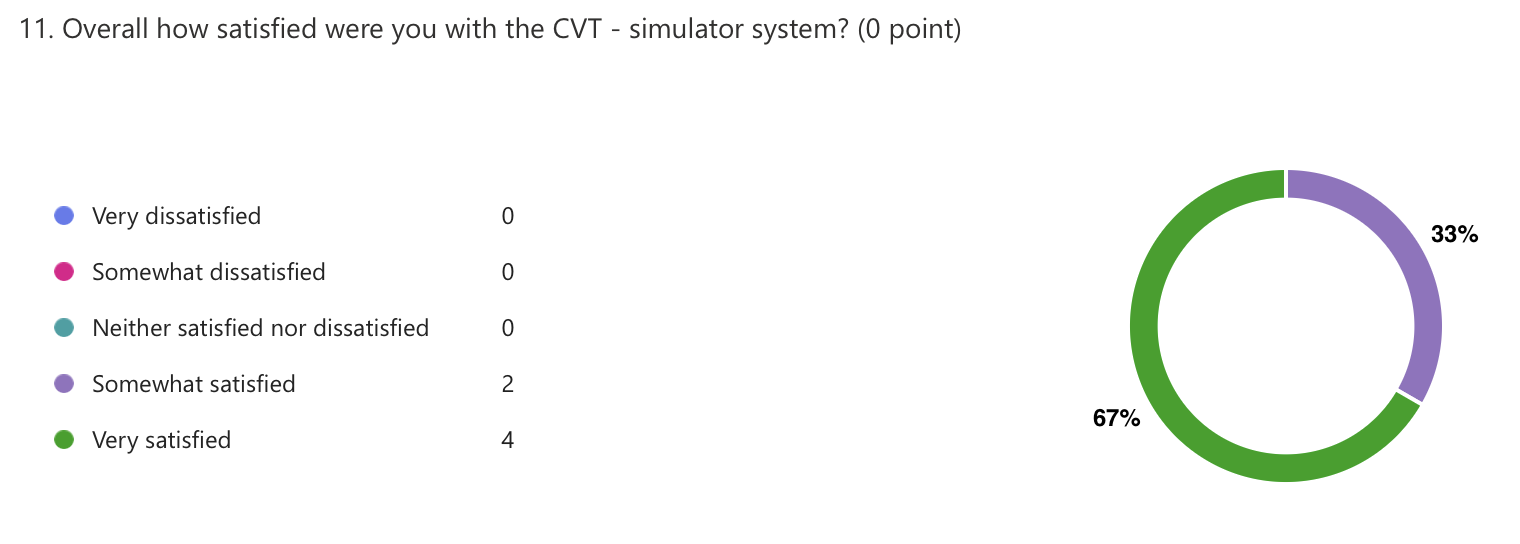 11. Overall how satisfied were you with the CVT - simulator system? (0 point)
Very dissatisfied 0
Somewhat dissatisfied 0
Neither satisfied nor dissatisfied 0
Somewhat satisfied 2
Very satisfied 4
33%
67%